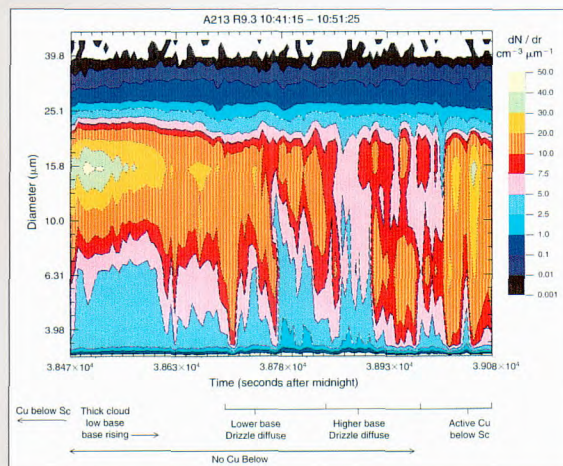 A213 R9.3 10:41:15 – 10:51:25
dN / dr
cm⁻³ µm⁻¹
50.0
40.0
30.0
20.0
10.0
7.5
5.0
2.5
1.0
0.1
0.01
0.001
Diameter (µm)
39.8
25.1
15.8
10.0
6.31
3.98
3.847×10⁴
3.863×10⁴
3.878×10⁴
3.893×10⁴
3.908×10⁴
Time (seconds after midnight)
Cu below Sc
Thick cloud
low base
base rising
Lower base
Drizzle diffuse
Higher base
Drizzle diffuse
Active Cu
below Sc
No Cu Below